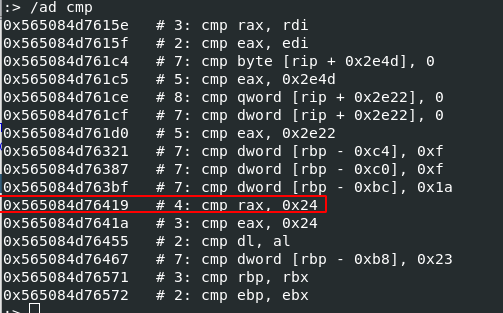 :> /ad cmp
0x565084d7615e   # 3: cmp rax, rdi
0x565084d7615f   # 2: cmp eax, edi
0x565084d761c4   # 7: cmp byte [rip + 0x2e4d], 0
0x565084d761c5   # 5: cmp eax, 0x2e4d
0x565084d761ce   # 8: cmp qword [rip + 0x2e22], 0
0x565084d761cf   # 7: cmp dword [rip + 0x2e22], 0
0x565084d761d0   # 5: cmp eax, 0x2e22
0x565084d76321   # 7: cmp dword [rbp - 0xc4], 0xf
0x565084d76387   # 7: cmp dword [rbp - 0xc0], 0xf
0x565084d763bf   # 7: cmp dword [rbp - 0xbc], 0x1a
0x565084d76419   # 4: cmp rax, 0x24
0x565084d7641a   # 3: cmp eax, 0x24
0x565084d76455   # 2: cmp dl, al
0x565084d76467   # 7: cmp dword [rbp - 0xb8], 0x23
0x565084d76571   # 3: cmp rbp, rbx
0x565084d76572   # 2: cmp ebp, ebx
:>